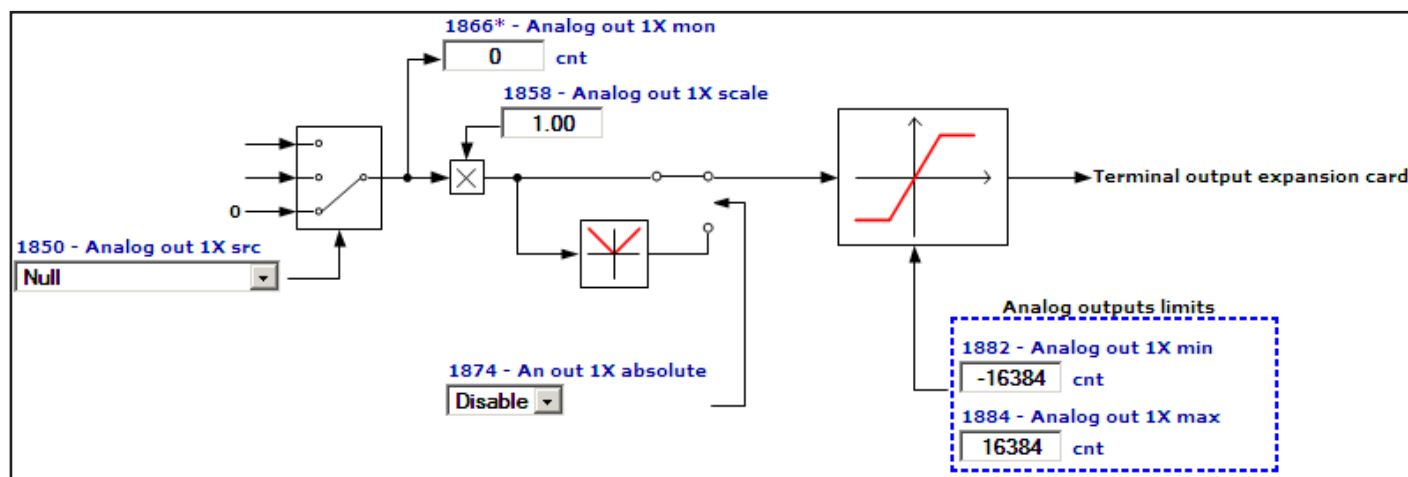 1866* - Analog out 1X mon
0 cnt
1858 - Analog out 1X scale
1.00
0
Terminal output expansion card
1850 - Analog out 1X src
Null
Analog outputs limits
1882 - Analog out 1X min
-16384 cnt
1874 - An out 1X absolute
Disable
1884 - Analog out 1X max
16384 cnt